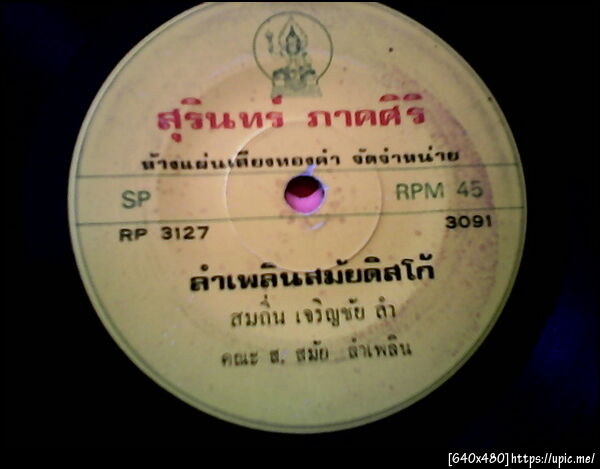 สุรินทร์ ภาคศิริ
ห้างแผ่นเสียงทองคำ จัดจำหน่าย
SP RPM 45
RP 3127 3091
ลำเพลินสมัยดิสโก้
สมถิ่น เจริญชัย ลำ
คณะ ส. สมัย ลำเพลิน
[640x480]https://upic.me/